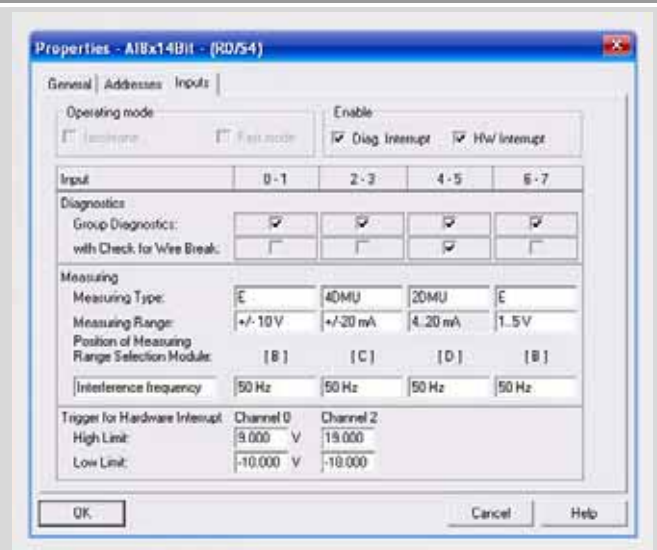 Properties - AI8x14Bit - (R0/S4)
General Addresses Inputs
Operating mode Enable
Fast mode Diag. Interrupt HW Interrupt
Input 0 - 1 2 - 3 4 - 5 6 - 7
Diagnostics
Group Diagnostics:
with Check for Wire Break:
Measuring
Measuring Type: E 4DMU 2DMU E
Measuring Range: +/- 10 V +/-20 mA 4..20 mA 1..5 V
Position of Measuring
Range Selection Module: [ B ] [ C ] [ D ] [ B ]
Interference frequency 50 Hz 50 Hz 50 Hz 50 Hz
Trigger for Hardware Interrupt Channel 0 Channel 2
High Limit: 9.000 V 19.000
Low Limit: -10.000 V -18.000
OK Cancel Help